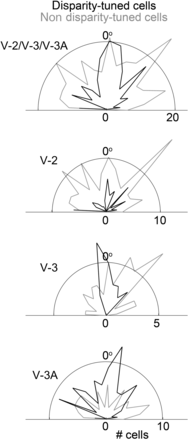 Disparity-tuned cells
Non disparity-tuned cells
V-2/V-3/V-3A
0°
0
20
V-2
0°
0
10
V-3
0°
0
5
V-3A
0°
0
10
# cells